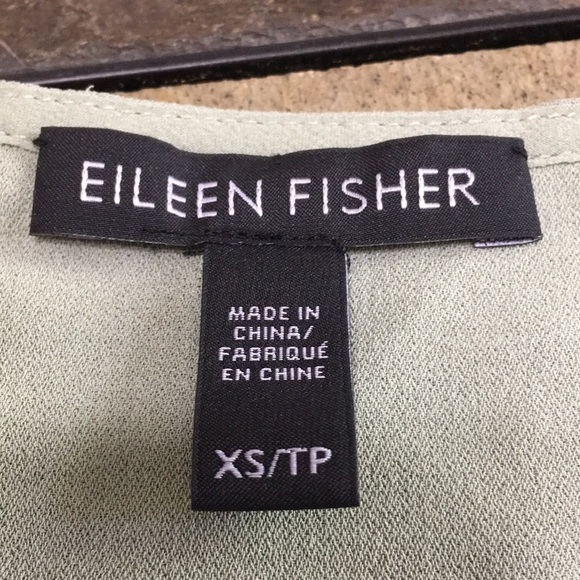 EILEEN FISHER
MADE IN
CHINA/
FABRIQUÉ
EN CHINE
XS/TP